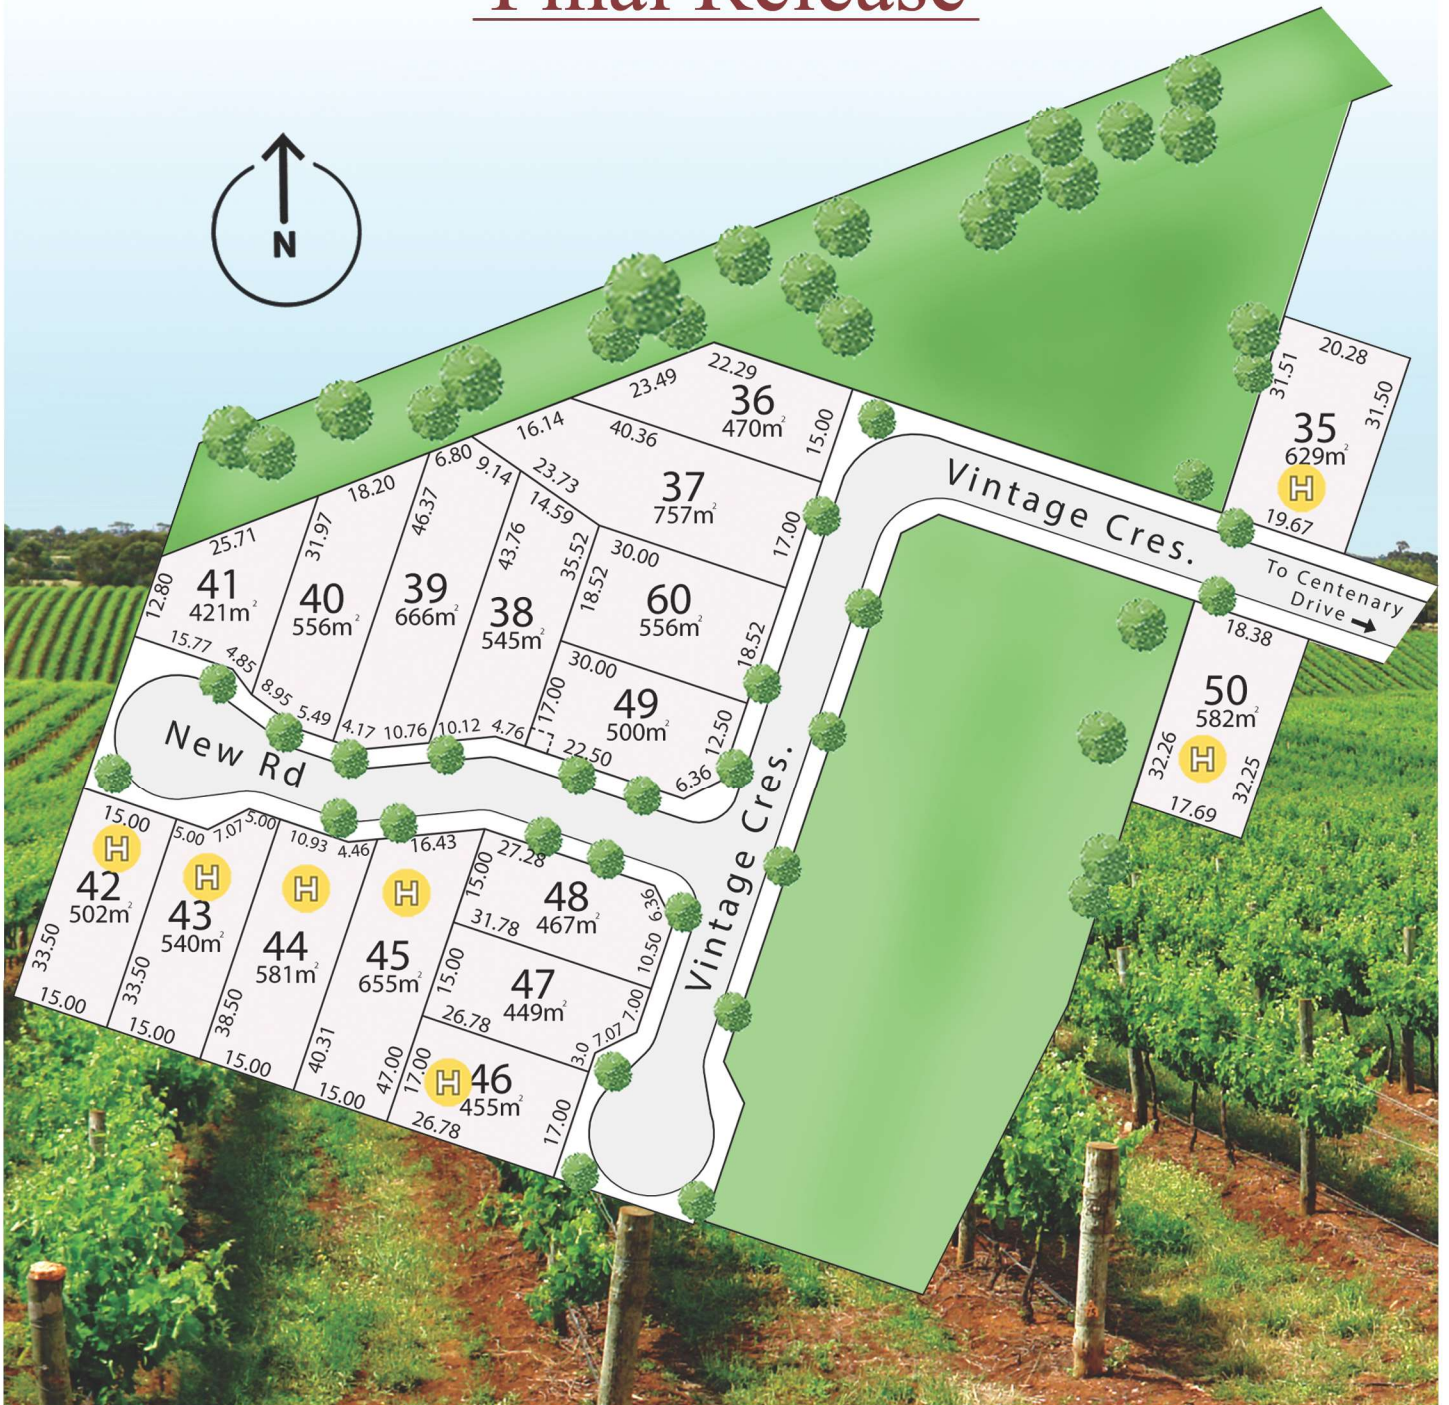 Final Release
N
20.28
31.51
31.50
35
629m²
H
19.67
22.29
23.49
36
470m²
15.00
16.14
40.36
37
757m²
23.73
17.00
6.80
9.14
14.59
18.20
46.37
43.76
35.52
25.71
31.97
Vintage Cres.
To Centenary
Drive
12.80
41
421m²
40
556m²
39
666m²
38
545m²
30.00
18.52
60
556m²
18.52
15.77
4.85
8.95
5.49
4.17
10.76
10.12
4.76
30.00
17.00
49
500m²
12.50
22.50
6.36
18.38
50
582m²
H
32.26
32.25
17.69
New Rd
Vintage Cres.
Vintage Cres.
15.00
H
42
502m²
33.50
15.00
5.00
7.07
5.00
H
43
540m²
33.50
15.00
10.93
4.46
H
44
581m²
38.50
15.00
16.43
H
45
655m²
40.31
47.00
15.00
27.28
15.00
48
467m²
6.36
31.78
10.50
15.00
47
449m²
7.00
26.78
7.07
3.0
17.00
H
46
455m²
17.00
26.78